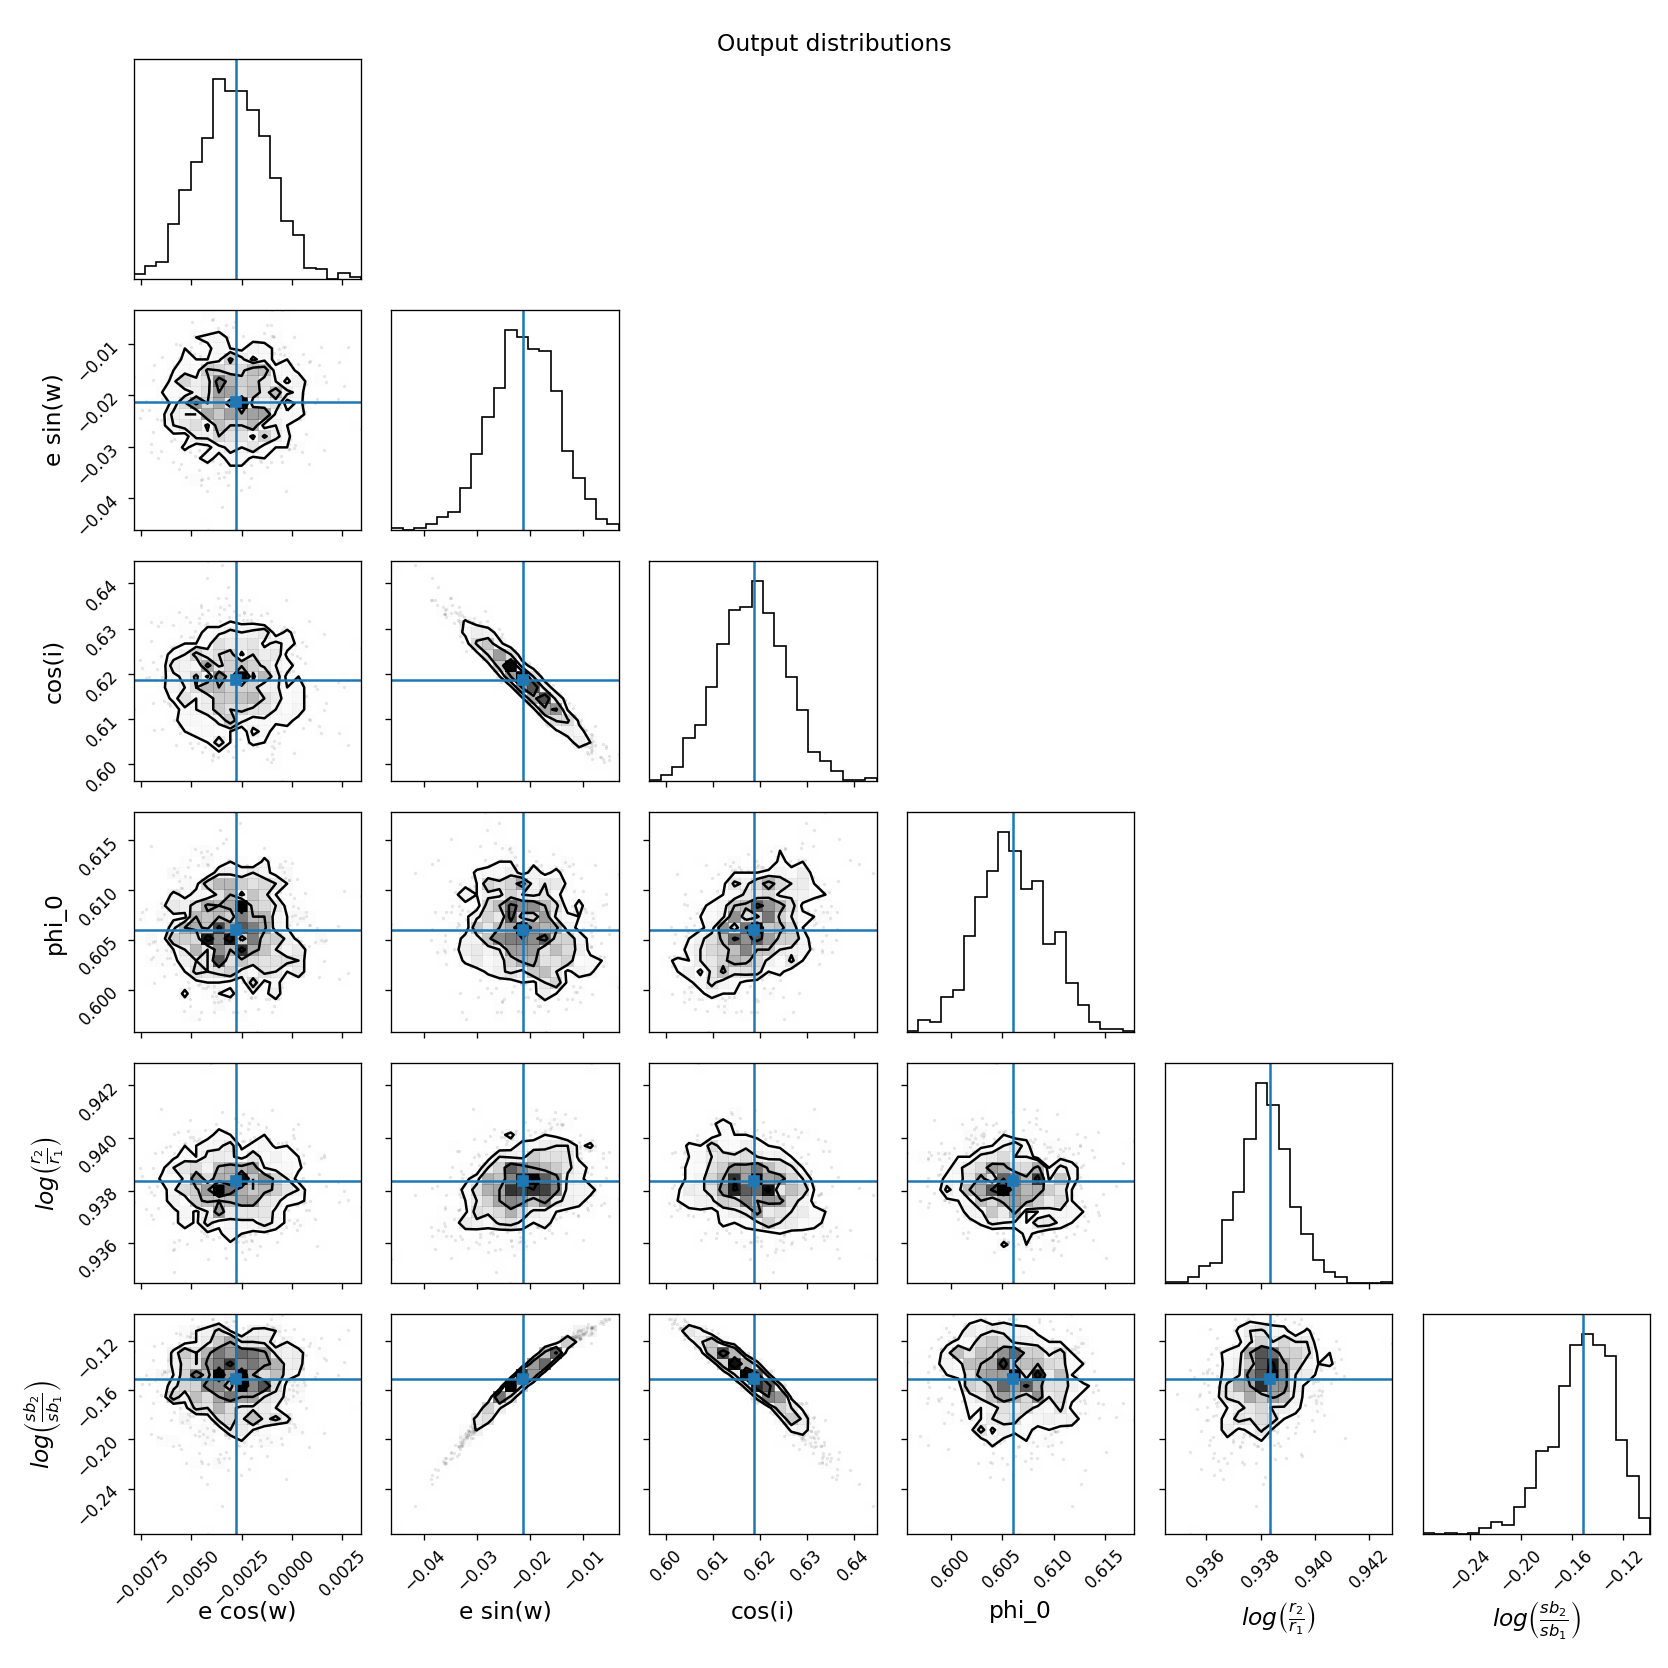 Output distributions
e sin(w)
−0.01
−0.02
−0.03
−0.04
cos(i)
0.64
0.63
0.62
0.61
0.60
phi_0
0.615
0.610
0.605
0.600
log(r₂/r₁)
0.942
0.940
0.938
0.936
log(sb₂/sb₁)
−0.12
−0.16
−0.20
−0.24
−0.0075 −0.0050 −0.0025 0.0000 0.0025
−0.04 −0.03 −0.02 −0.01
0.60 0.61 0.62 0.63 0.64
0.600 0.605 0.610 0.615
0.936 0.938 0.940 0.942
−0.24 −0.20 −0.16 −0.12
e cos(w)
e sin(w)
cos(i)
phi_0
log(r₂/r₁)
log(sb₂/sb₁)